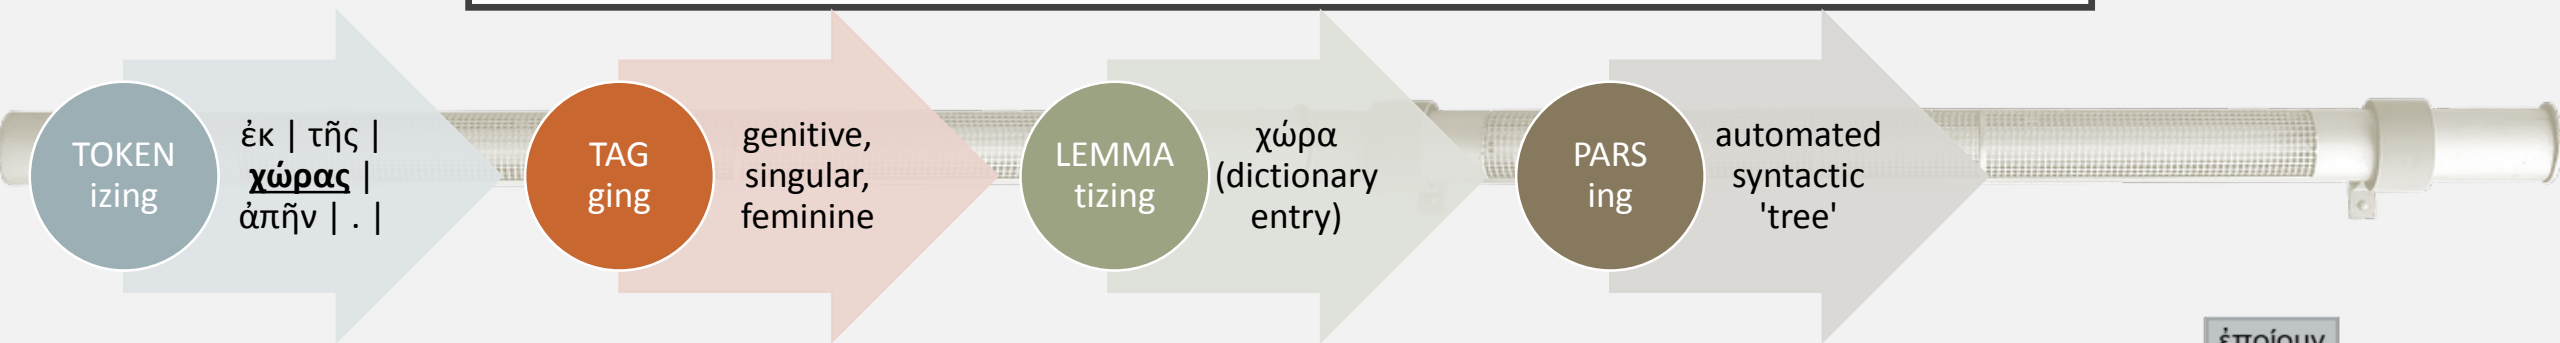 TOKEN
izing
ἐκ | τῆς |
χώρας |
ἀπῆν | . |
TAG
ging
genitive,
singular,
feminine
LEMMA
tizing
χώρα
(dictionary
entry)
PARS
ing
automated
syntactic
'tree'
ἐποίουν